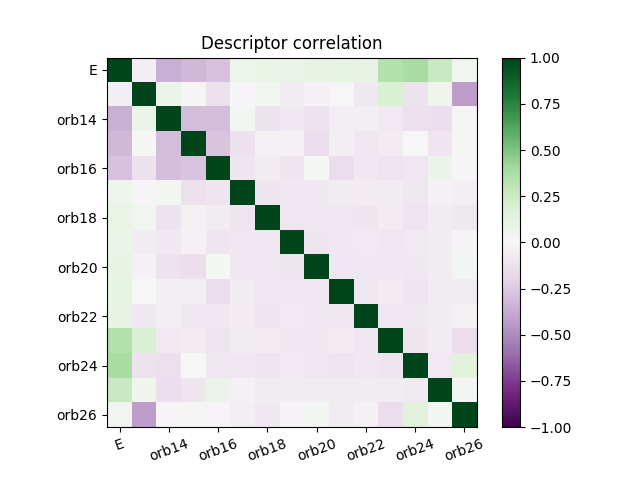 Descriptor correlation
E
orb14
orb16
orb18
orb20
orb22
orb24
orb26
E
orb14
orb16
orb18
orb20
orb22
orb24
orb26
1.00
0.75
0.50
0.25
0.00
−0.25
−0.50
−0.75
−1.00